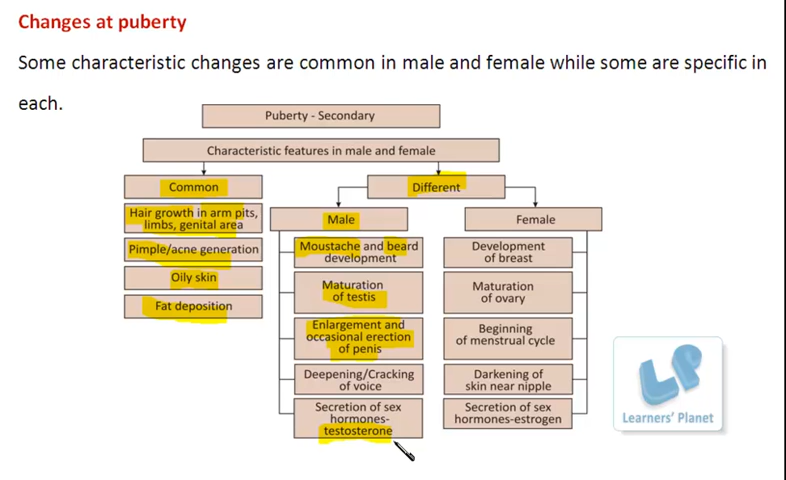 Changes at puberty
Some characteristic changes are common in male and female while some are specific in
each.
Puberty - Secondary
Characteristic features in male and female
Common
Different
Hair growth in arm pits,
limbs, genital area
Pimple/acne generation
Oily skin
Fat deposition
Male
Moustache and beard
development
Maturation
of testis
Enlargement and
occasional erection
of penis
Deepening/Cracking
of voice
Secretion of sex
hormones-
testosterone
Female
Development
of breast
Maturation
of ovary
Beginning
of menstrual cycle
Darkening of
skin near nipple
Secretion of sex
hormones-estrogen
LP
Learners' Planet